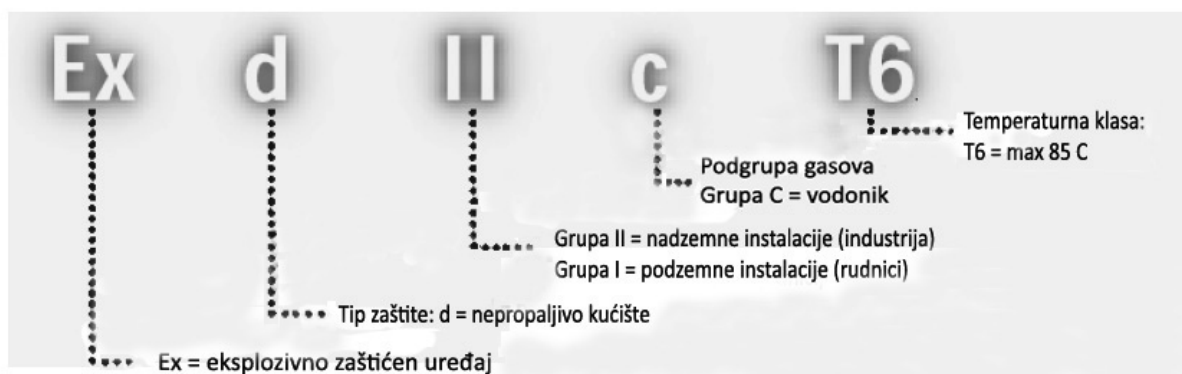 Ex d II c T6
Temperaturna klasa:
T6 = max 85 C
Podgrupa gasova
Grupa C = vodonik
Grupa II = nadzemne instalacije (industrija)
Grupa I = podzemne instalacije (rudnici)
Tip zaštite: d = nepropaljivo kućište
Ex = eksplozivno zaštićen uređaj